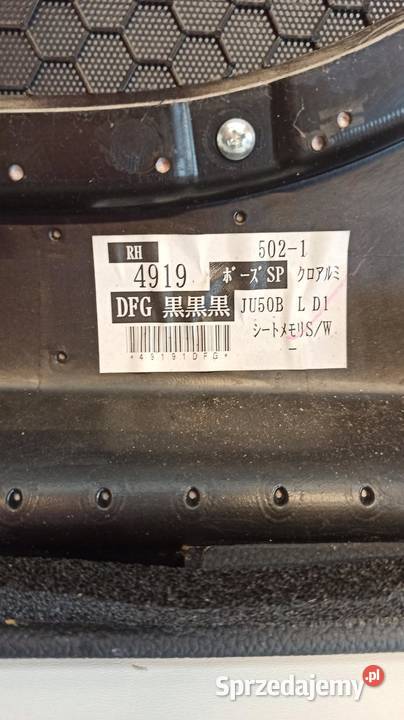 RH 502-1
4919 ボーズSP クロアルミ
DFG 黒黒黒 JU50B L D1
シートメモリS/W
-
*49191DFG*
Sprzedajemy.pl